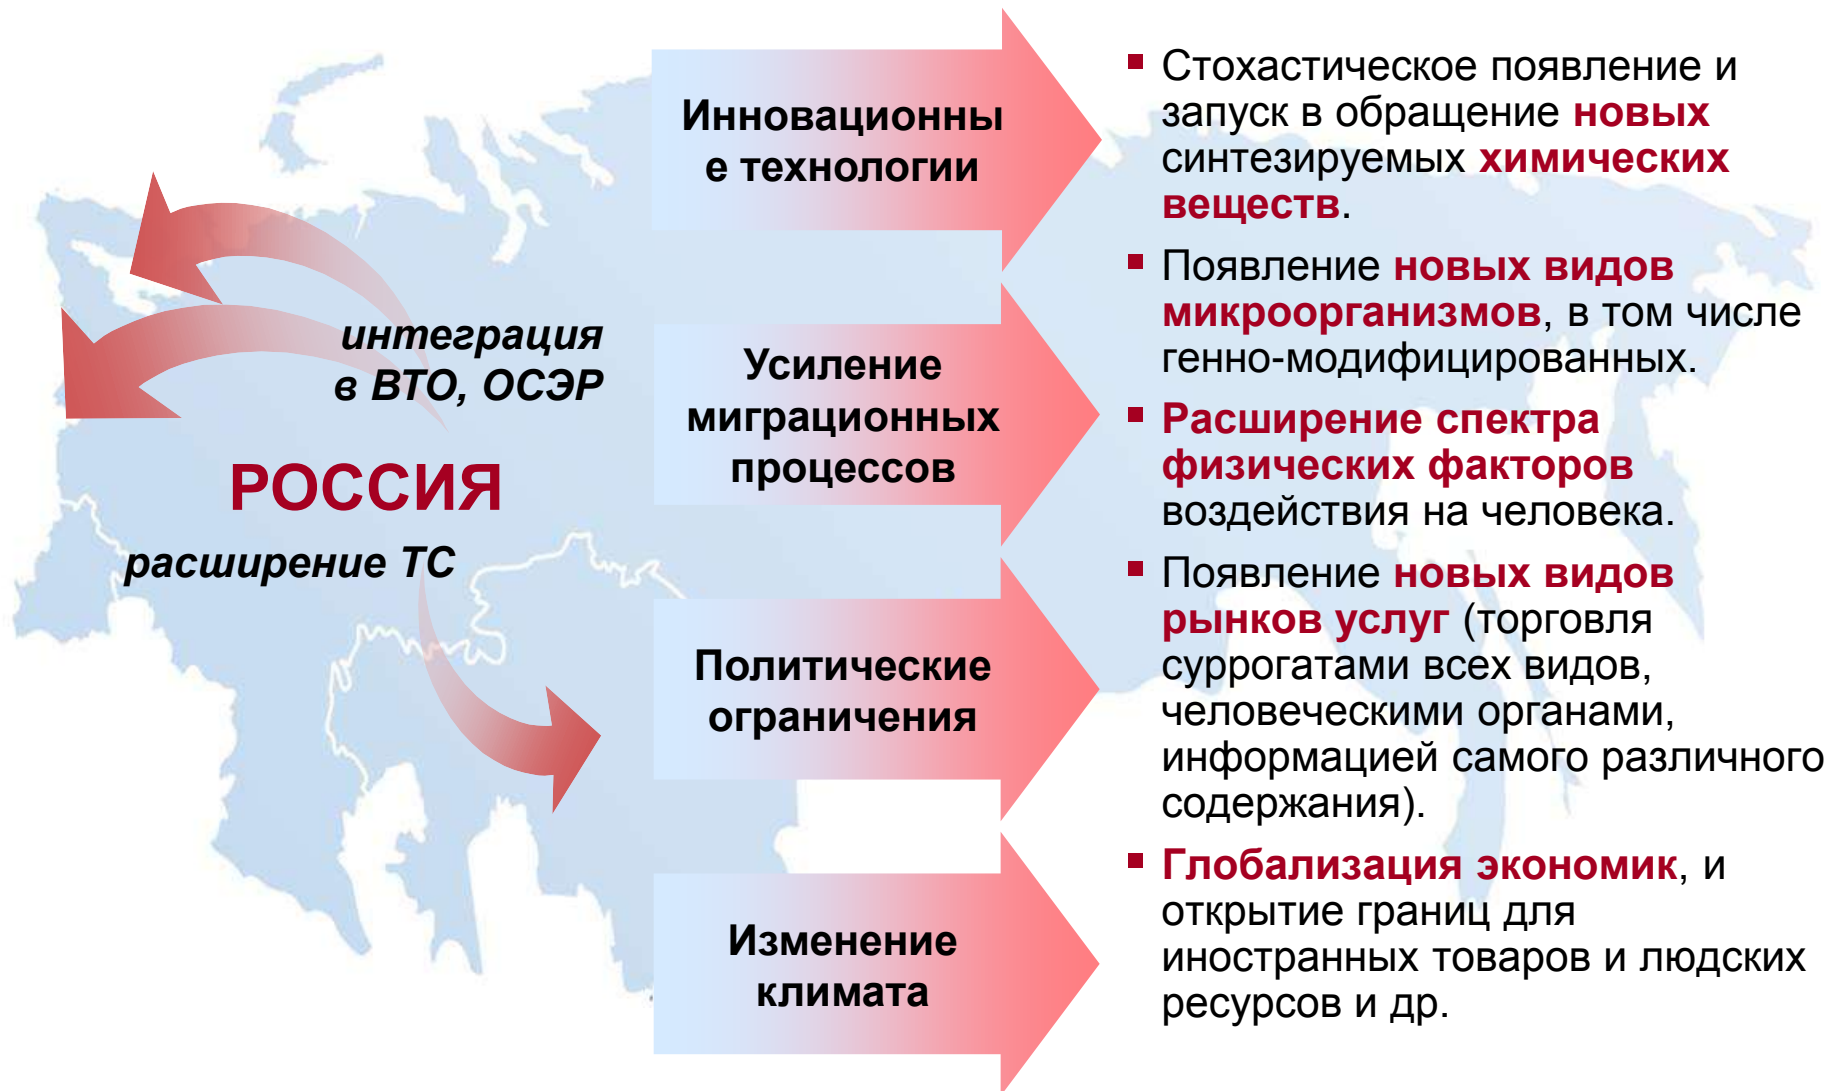 интеграция
в ВТО, ОСЭР
РОССИЯ
расширение ТС
Инновационны
е технологии
Усиление
миграционных
процессов
Политические
ограничения
Изменение
климата
▪ Стохастическое появление и
запуск в обращение новых
синтезируемых химических
веществ.
▪ Появление новых видов
микроорганизмов, в том числе
генно-модифицированных.
▪ Расширение спектра
физических факторов
воздействия на человека.
▪ Появление новых видов
рынков услуг (торговля
суррогатами всех видов,
человеческими органами,
информацией самого различного
содержания).
▪ Глобализация экономик, и
открытие границ для
иностранных товаров и людских
ресурсов и др.